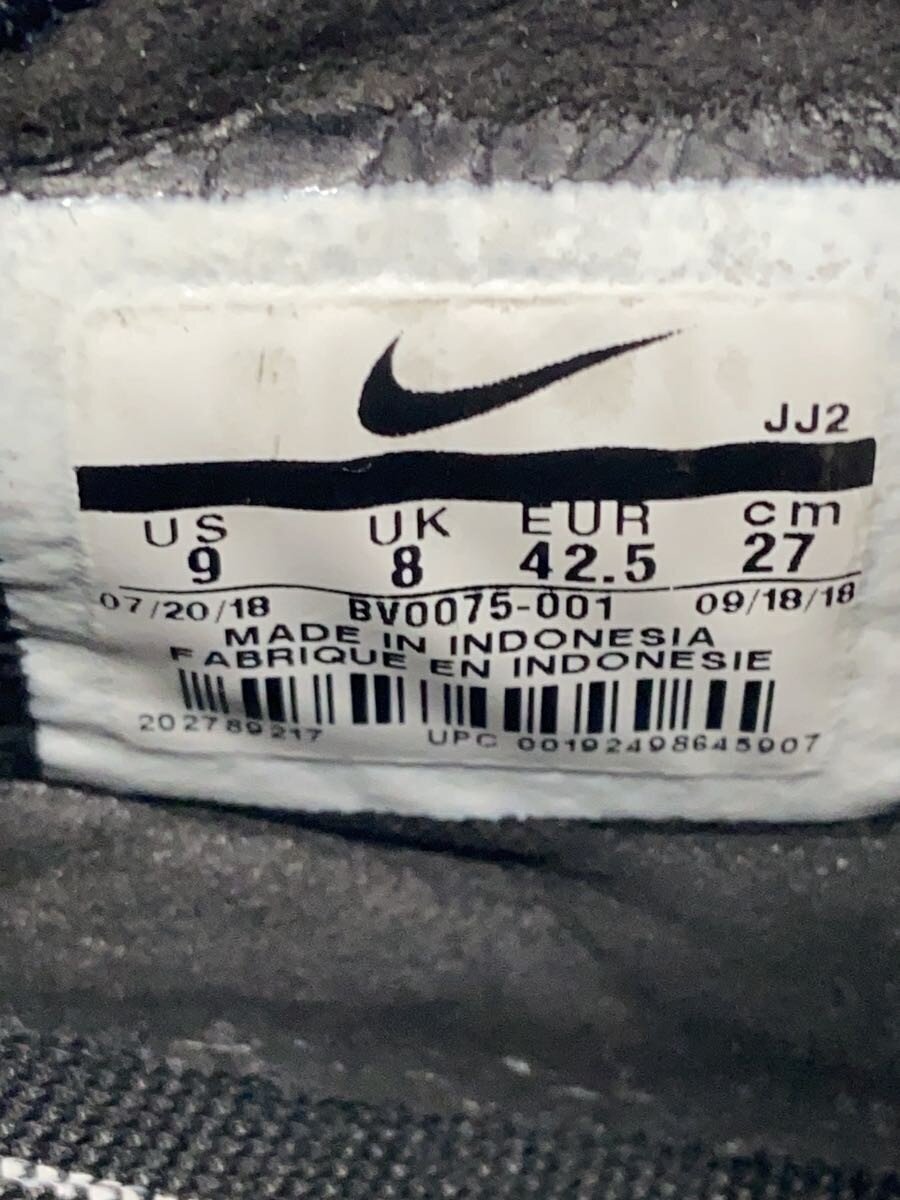 JJ2
US UK EUR cm
9 8 42.5 27
07/20/18 BV0075-001 09/18/18
MADE IN INDONESIA
FABRIQUE EN INDONESIE
202789217 UPC 00192498645907